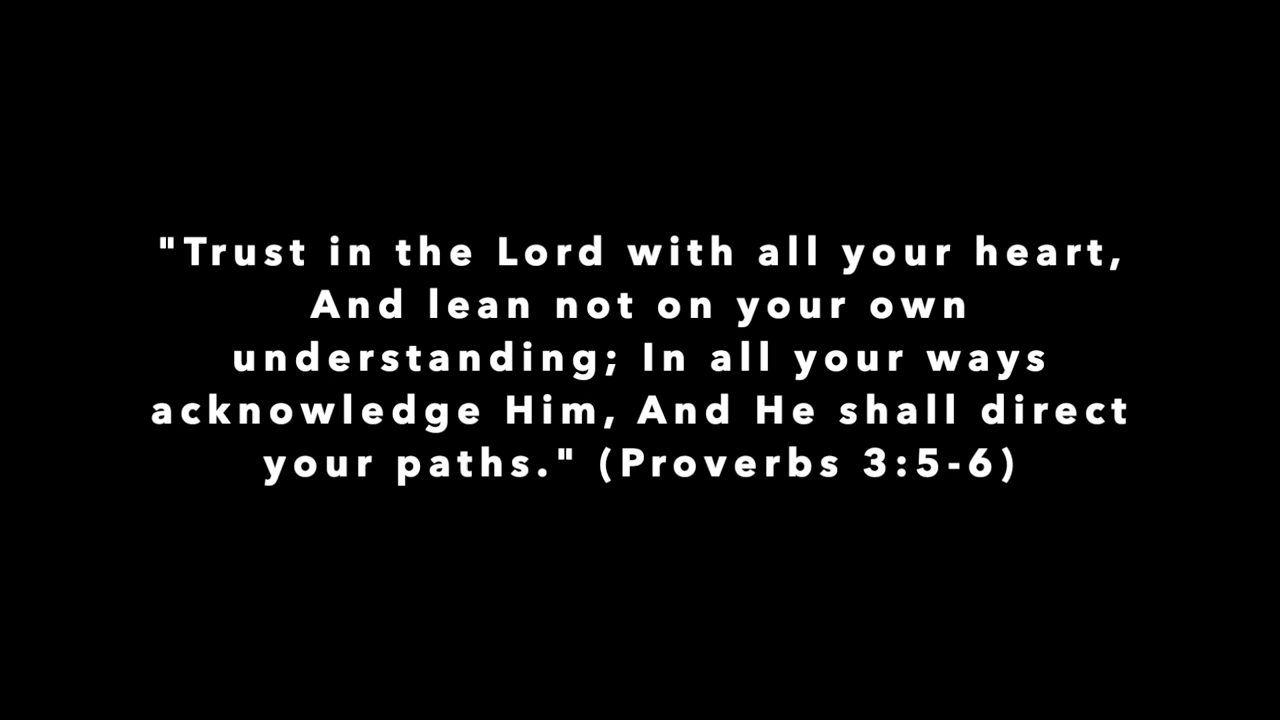 "Trust in the Lord with all your heart,
And lean not on your own
understanding; In all your ways
acknowledge Him, And He shall direct
your paths." (Proverbs 3:5-6)